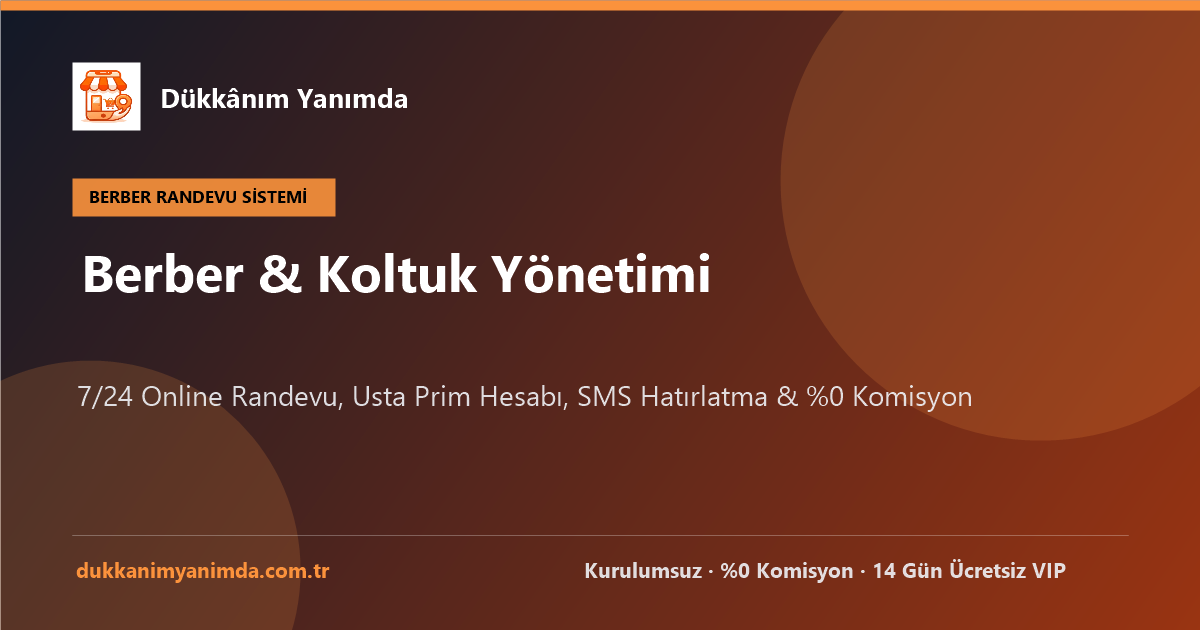 Dükkânım Yanımda
BERBER RANDEVU SİSTEMİ
Berber & Koltuk Yönetimi
7/24 Online Randevu, Usta Prim Hesabı, SMS Hatırlatma & %0 Komisyon
dukkanimyanimda.com.tr
Kurulumsuz · %0 Komisyon · 14 Gün Ücretsiz VIP